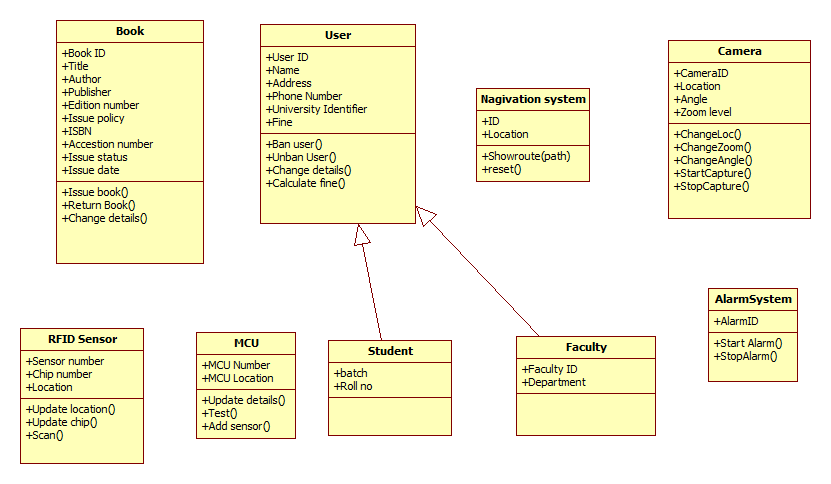 Book
+Book ID
+Title
+Author
+Publisher
+Edition number
+Issue policy
+ISBN
+Accestion number
+Issue status
+Issue date
+Issue book()
+Return Book()
+Change details()
User
+User ID
+Name
+Address
+Phone Number
+University Identifier
+Fine
+Ban user()
+Unban User()
+Change details()
+Calculate fine()
Nagivation system
+ID
+Location
+Showroute(path)
+reset()
Camera
+CameraID
+Location
+Angle
+Zoom level
+ChangeLoc()
+ChangeZoom()
+ChangeAngle()
+StartCapture()
+StopCapture()
RFID Sensor
+Sensor number
+Chip number
+Location
+Update location()
+Update chip()
+Scan()
MCU
+MCU Number
+MCU Location
+Update details()
+Test()
+Add sensor()
Student
+batch
+Roll no
Faculty
+Faculty ID
+Department
AlarmSystem
+AlarmID
+Start Alarm()
+StopAlarm()